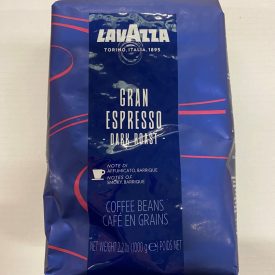 LAVAZZA
TORINO, ITALIA, 1895
GRAN
ESPRESSO
- DARK ROAST -
NOTE DI
AFFUMICATO, BARRIQUE
NOTES OF
SMOKY, BARRIQUE
COFFEE BEANS
CAFÉ EN GRAINS
NET WEIGHT 2.2 lb (1000 g) POIDS NET